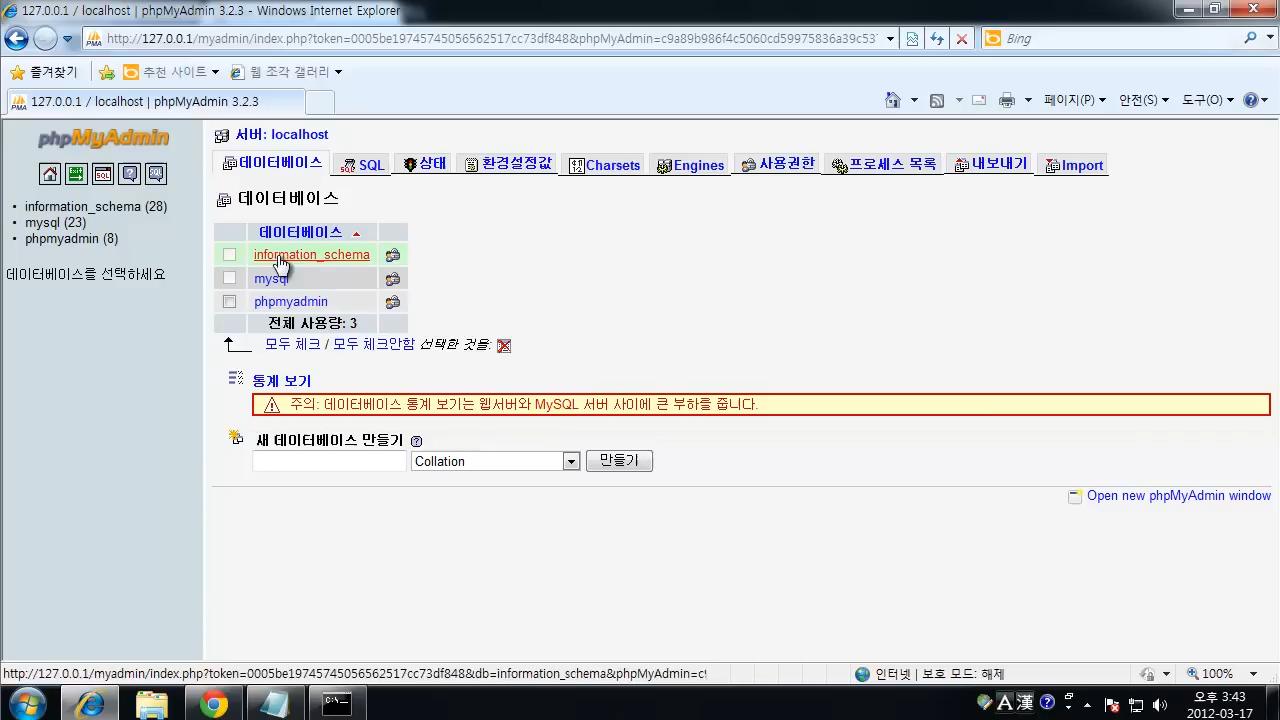 127.0.0.1 / localhost | phpMyAdmin 3.2.3 - Windows Internet Explorer
http://127.0.0.1/myadmin/index.php?token=0005be19745745056562517cc73df848&phpMyAdmin=c9a89b986f4c5060cd55975836a39c537
Bing
즐겨찾기 추천 사이트 웹 조각 갤러리
127.0.0.1 / localhost | phpMyAdmin 3.2.3
페이지(P) 안전(S) 도구(O)
phpMyAdmin
SQL
information_schema (28)
mysql (23)
phpmyadmin (8)
데이터베이스를 선택하세요
서버: localhost
데이터베이스 SQL 상태 환경설정값 Charsets Engines 사용권한 프로세스 목록 내보내기 Import
데이터베이스
데이터베이스
information_schema
mysql
phpmyadmin
전체 사용량: 3
모두 체크 / 모두 체크안함 선택한 것을:
통계 보기
주의: 데이터베이스 통계 보기는 웹서버와 MySQL 서버 사이에 큰 부하를 줍니다.
새 데이터베이스 만들기
Collation 만들기
Open new phpMyAdmin window
http://127.0.0.1/myadmin/index.php?token=0005be19745745056562517cc73df848&db=information_schema&phpMyAdmin=c9
인터넷 | 보호 모드: 해제
100%
A 漢
오후 3:43
2012-03-17